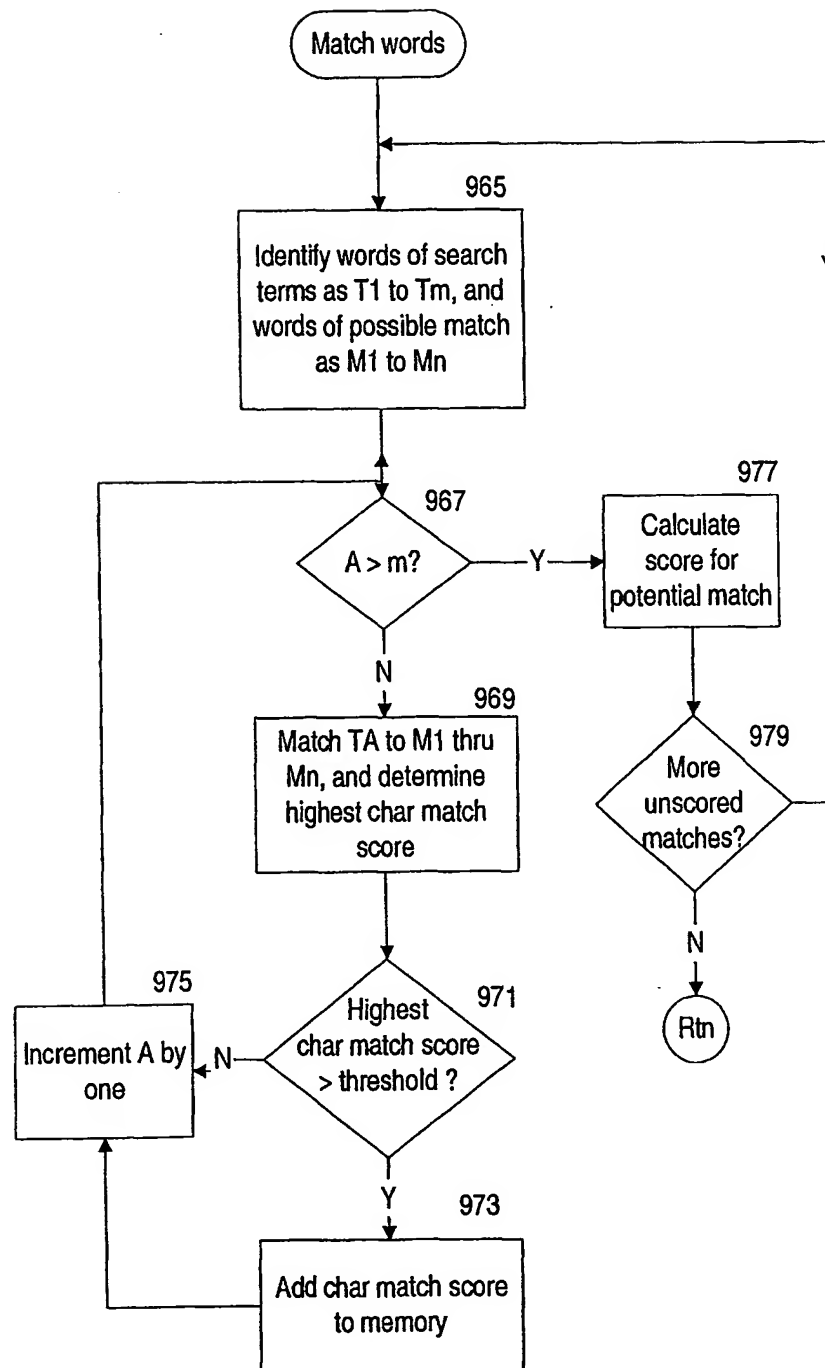 Match words
965
Identify words of search
terms as T1 to Tm, and
words of possible match
as M1 to Mn
967
A > m?
Y
977
Calculate
score for
potential match
N
969
Match TA to M1 thru
Mn, and determine
highest char match
score
979
More
unscored
matches?
N
Rtn
971
Highest
char match score
> threshold ?
N
975
Increment A by
one
Y
973
Add char match score
to memory